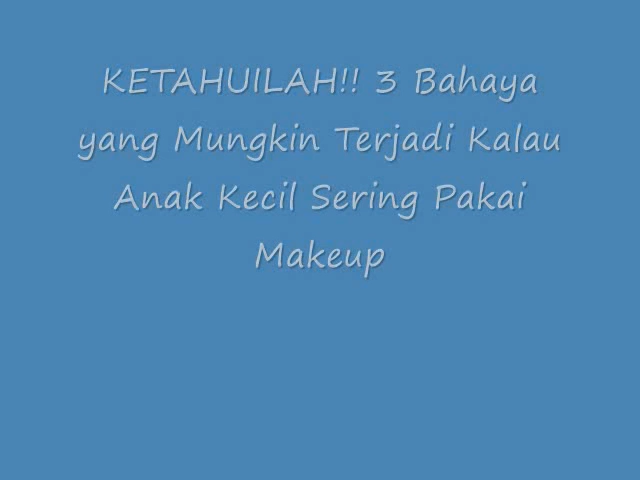 KETAHUILAH!! 3 Bahaya
yang Mungkin Terjadi Kalau
Anak Kecil Sering Pakai
Makeup